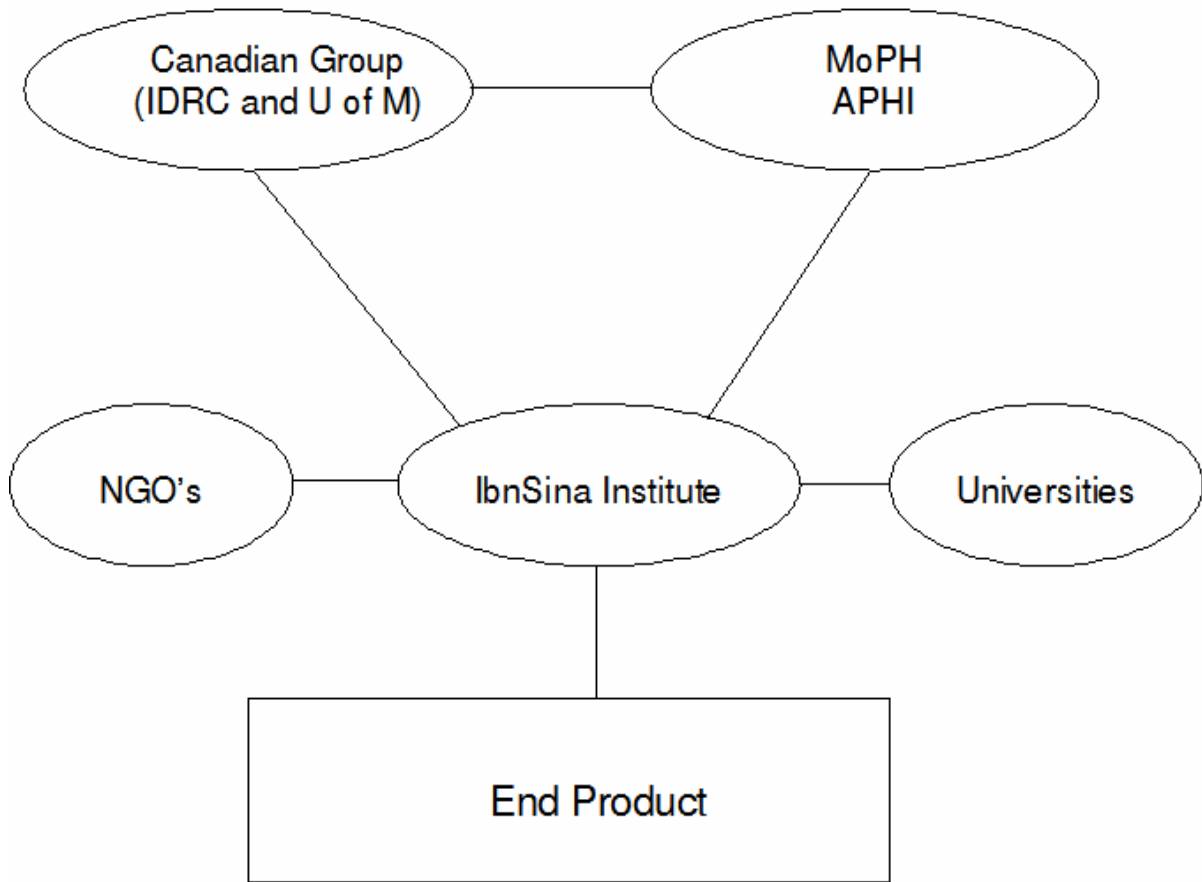 Canadian Group
(IDRC and U of M)
MoPH
APHI
NGO's
IbnSina Institute
Universities
End Product